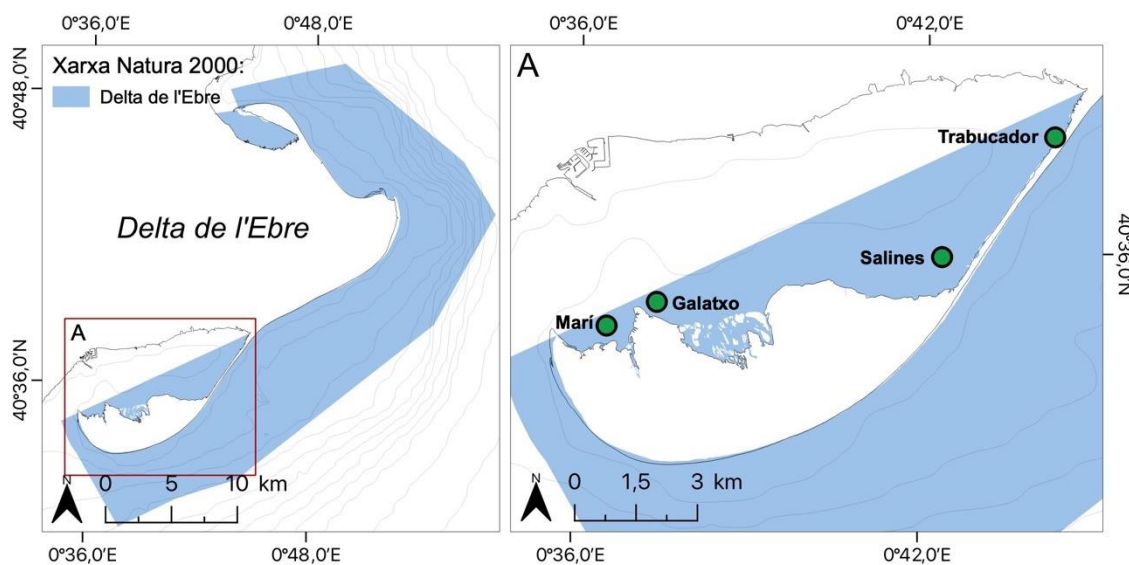 0°36,0'E
0°48,0'E
40°48,0'N
40°36,0'N
Xarxa Natura 2000:
Delta de l'Ebre
Delta de l'Ebre
A
N
0
5
10 km
0°36,0'E
0°48,0'E
0°36,0'E
0°42,0'E
A
Trabucador
Salines
Galatxo
Marí
40°36,0'N
N
0
1,5
3 km
0°36,0'E
0°42,0'E